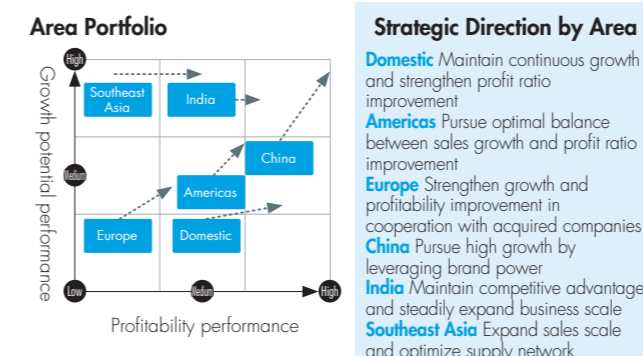 Area Portfolio
High
Growth potential performance
Southeast
Asia
India
China
Medium
Americas
Europe
Domestic
Low
Medium
High
Profitability performance
Strategic Direction by Area
Domestic Maintain continuous growth
and strengthen profit ratio
improvement
Americas Pursue optimal balance
between sales growth and profit ratio
improvement
Europe Strengthen growth and
profitability improvement in
cooperation with acquired companies
China Pursue high growth by
leveraging brand power
India Maintain competitive advantage
and steadily expand business scale
Southeast Asia Expand sales scale
and optimize supply network